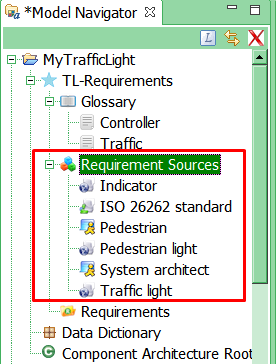 *Model Navigator
L
MyTrafficLight
TL-Requirements
Glossary
Controller
Traffic
Requirement Sources
Indicator
ISO 26262 standard
Pedestrian
Pedestrian light
System architect
Traffic light
Requirements
Data Dictionary
Component Architecture Root